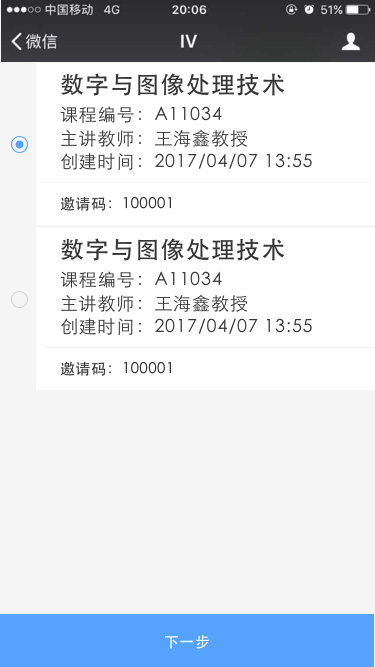 中国移动 4G 20:06 51%
微信 IV
数字与图像处理技术
课程编号：A11034
主讲教师：王海鑫教授
创建时间：2017/04/07 13:55
邀请码：100001
数字与图像处理技术
课程编号：A11034
主讲教师：王海鑫教授
创建时间：2017/04/07 13:55
邀请码：100001
下一步